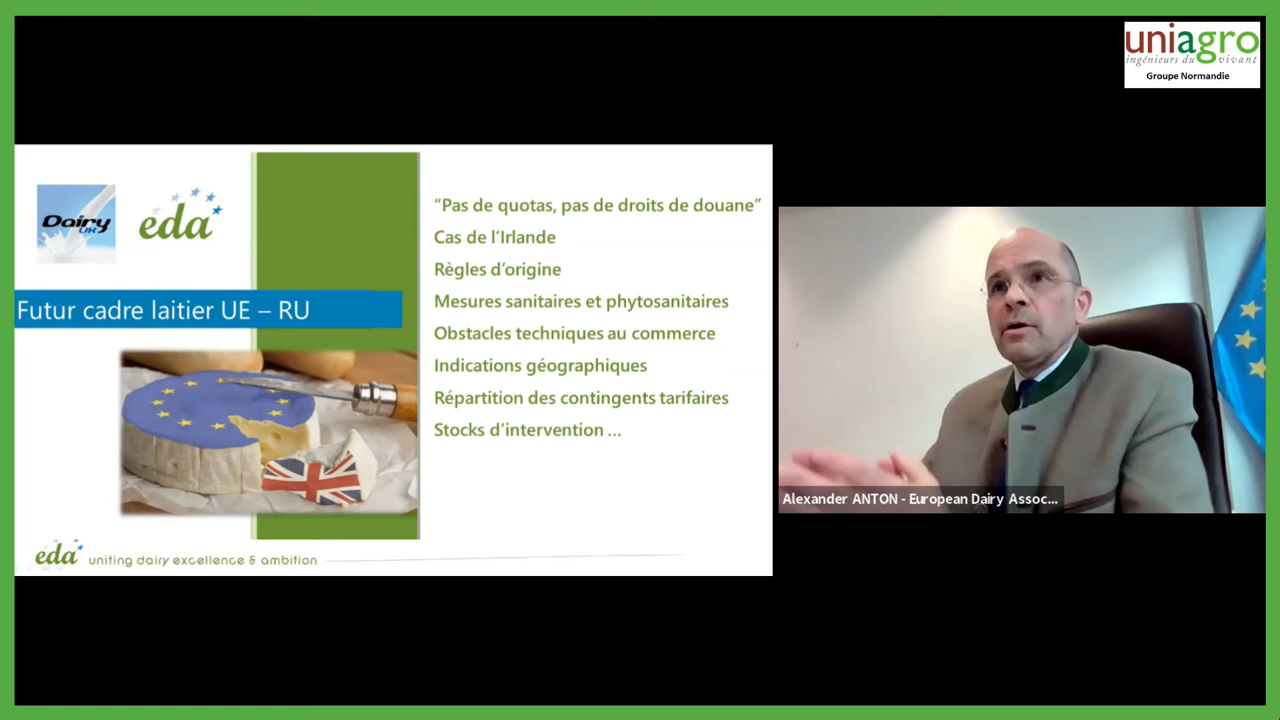 uniagro
ingénieurs du vivant
Groupe Normandie
Dairy
UK
eda
Futur cadre laitier UE – RU
“Pas de quotas, pas de droits de douane”
Cas de l’Irlande
Règles d’origine
Mesures sanitaires et phytosanitaires
Obstacles techniques au commerce
Indications géographiques
Répartition des contingents tarifaires
Stocks d’intervention ...
eda uniting dairy excellence & ambition
Alexander ANTON - European Dairy Assoc...